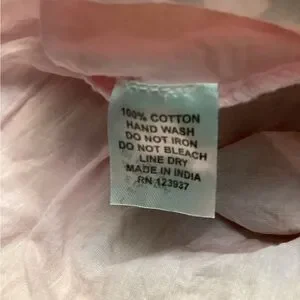 100% COTTON
HAND WASH
DO NOT IRON
DO NOT BLEACH
LINE DRY
MADE IN INDIA
RN 123937